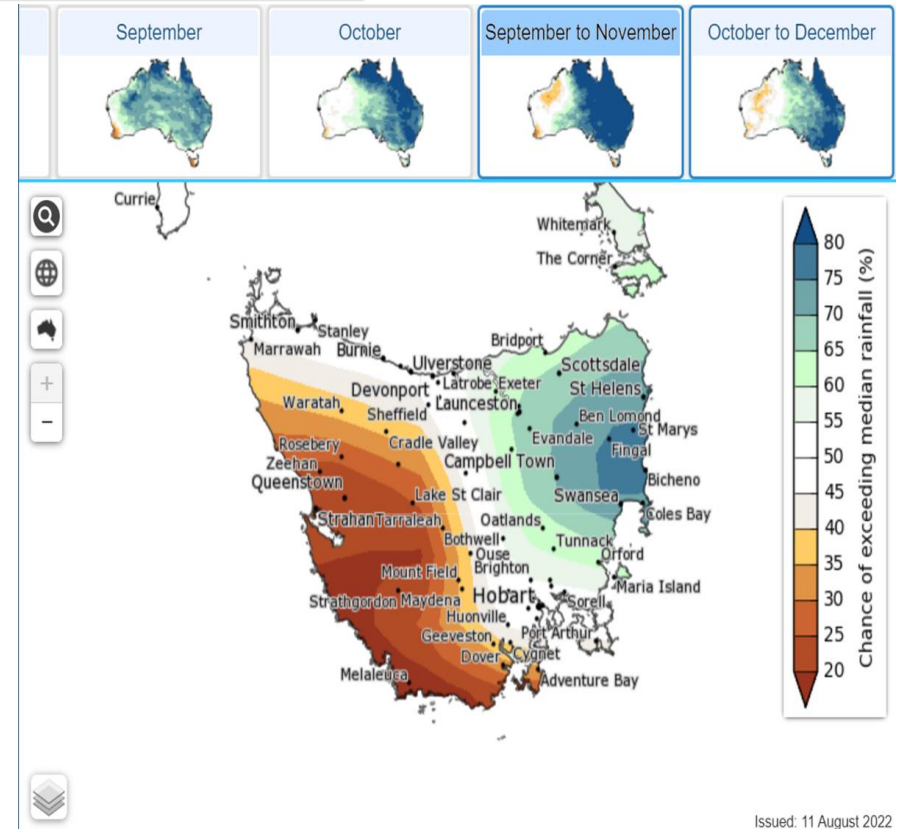 September
October
September to November
October to December
Currie
Whitemark
The Corner
Smithton
Stanley
Bridport
Marrawah
Burnie
Ulverstone
Scottsdale
Devonport
Latrobe
Exeter
St Helens
Waratah
Sheffield
Launceston
Ben Lomond
Rosebery
Cradle Valley
Evandale
St Marys
Fingal
Zeehan
Campbell Town
Queenstown
Bicheno
Lake St Clair
Swansea
Strahan
Tarraleah
Oatlands
Coles Bay
Bothwell
Tunnack
Ouse
Orford
Mount Field
Brighton
Maria Island
Strathgordon
Maydena
Hobart
Sorell
Huonville
Geeveston
Port Arthur
Dover
Cygnet
Melaleuca
Adventure Bay
80
75
70
65
60
55
50
45
40
35
30
25
20
Chance of exceeding median rainfall (%)
Issued: 11 August 2022